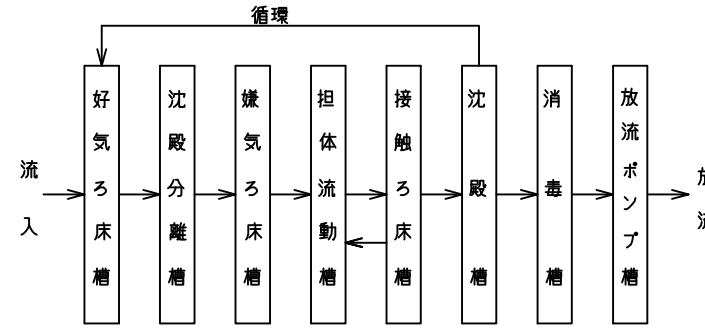 循環
流入
好気ろ床槽
沈殿分離槽
嫌気ろ床槽
担体流動槽
接触ろ床槽
沈殿槽
消毒槽
放流ポンプ槽
放流